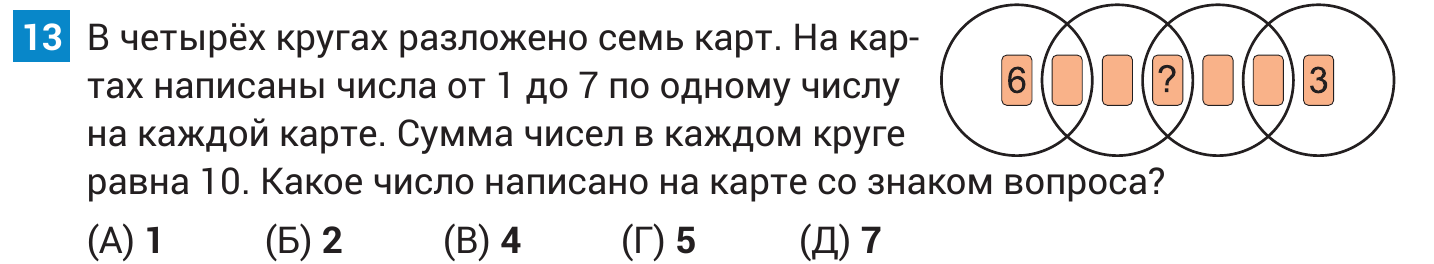 13 В четырёх кругах разложено семь карт. На кар-
тах написаны числа от 1 до 7 по одному числу
на каждой карте. Сумма чисел в каждом круге
равна 10. Какое число написано на карте со знаком вопроса?
6 ? 3
(А) 1 (Б) 2 (В) 4 (Г) 5 (Д) 7